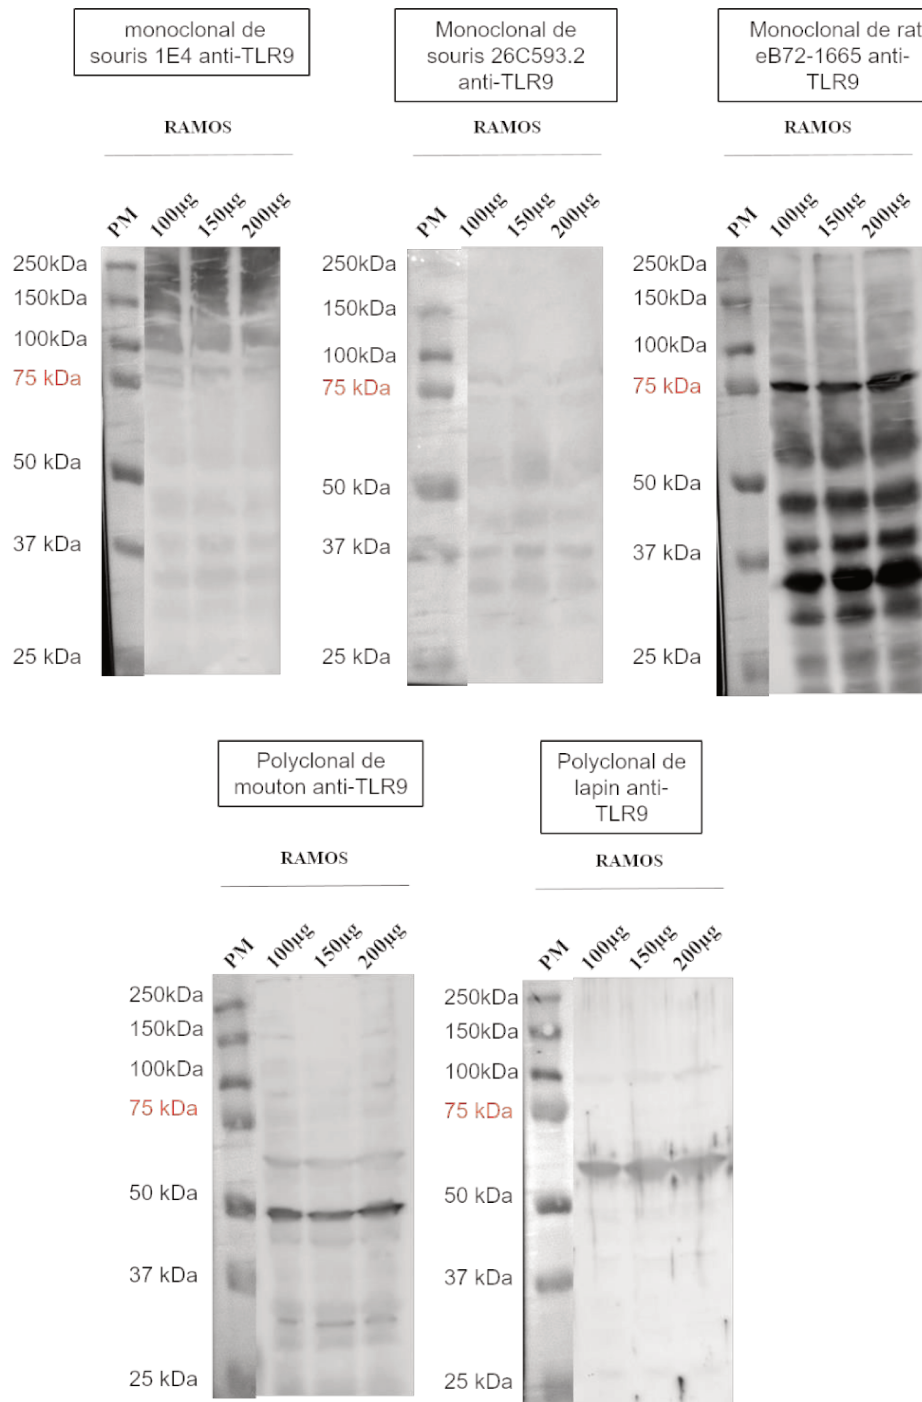 monoclonal de
souris 1E4 anti-TLR9
Monoclonal de
souris 26C593.2
anti-TLR9
Monoclonal de rat
eB72-1665 anti-
TLR9
RAMOS
RAMOS
RAMOS
PM 100µg 150µg 200µg
PM 100µg 150µg 200µg
PM 100µg 150µg 200µg
250kDa
150kDa
100kDa
75 kDa
50 kDa
37 kDa
25 kDa
250kDa
150kDa
100kDa
75 kDa
50 kDa
37 kDa
25 kDa
250kDa
150kDa
100kDa
75 kDa
50 kDa
37 kDa
25 kDa
Polyclonal de
mouton anti-TLR9
Polyclonal de
lapin anti-
TLR9
RAMOS
RAMOS
PM 100µg 150µg 200µg
PM 100µg 150µg 200µg
250kDa
150kDa
100kDa
75 kDa
50 kDa
37 kDa
25 kDa
250kDa
150kDa
100kDa
75 kDa
50 kDa
37 kDa
25 kDa